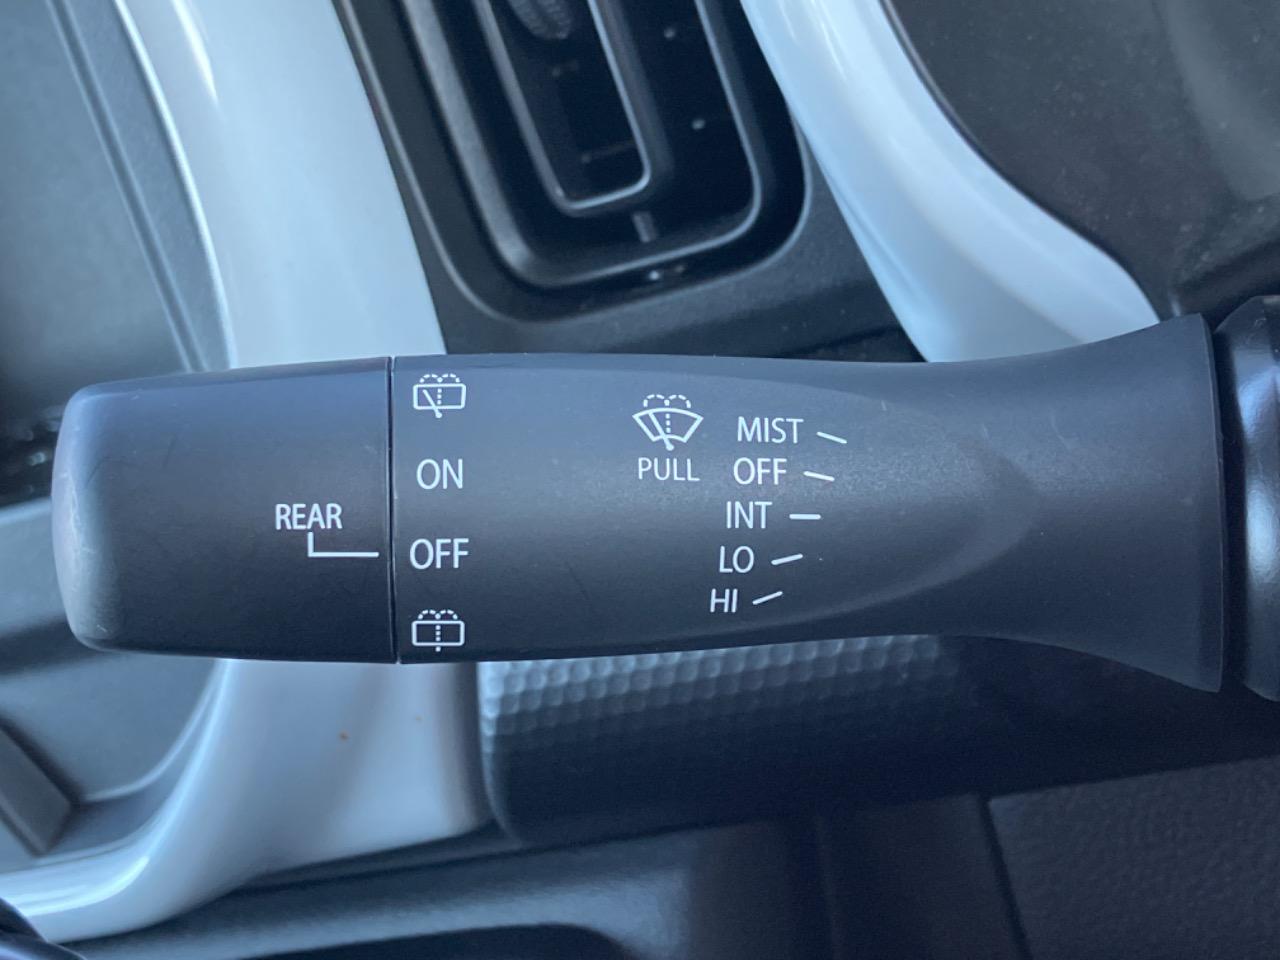 ON
REAR
OFF
PULL
MIST
OFF
INT
LO
HI